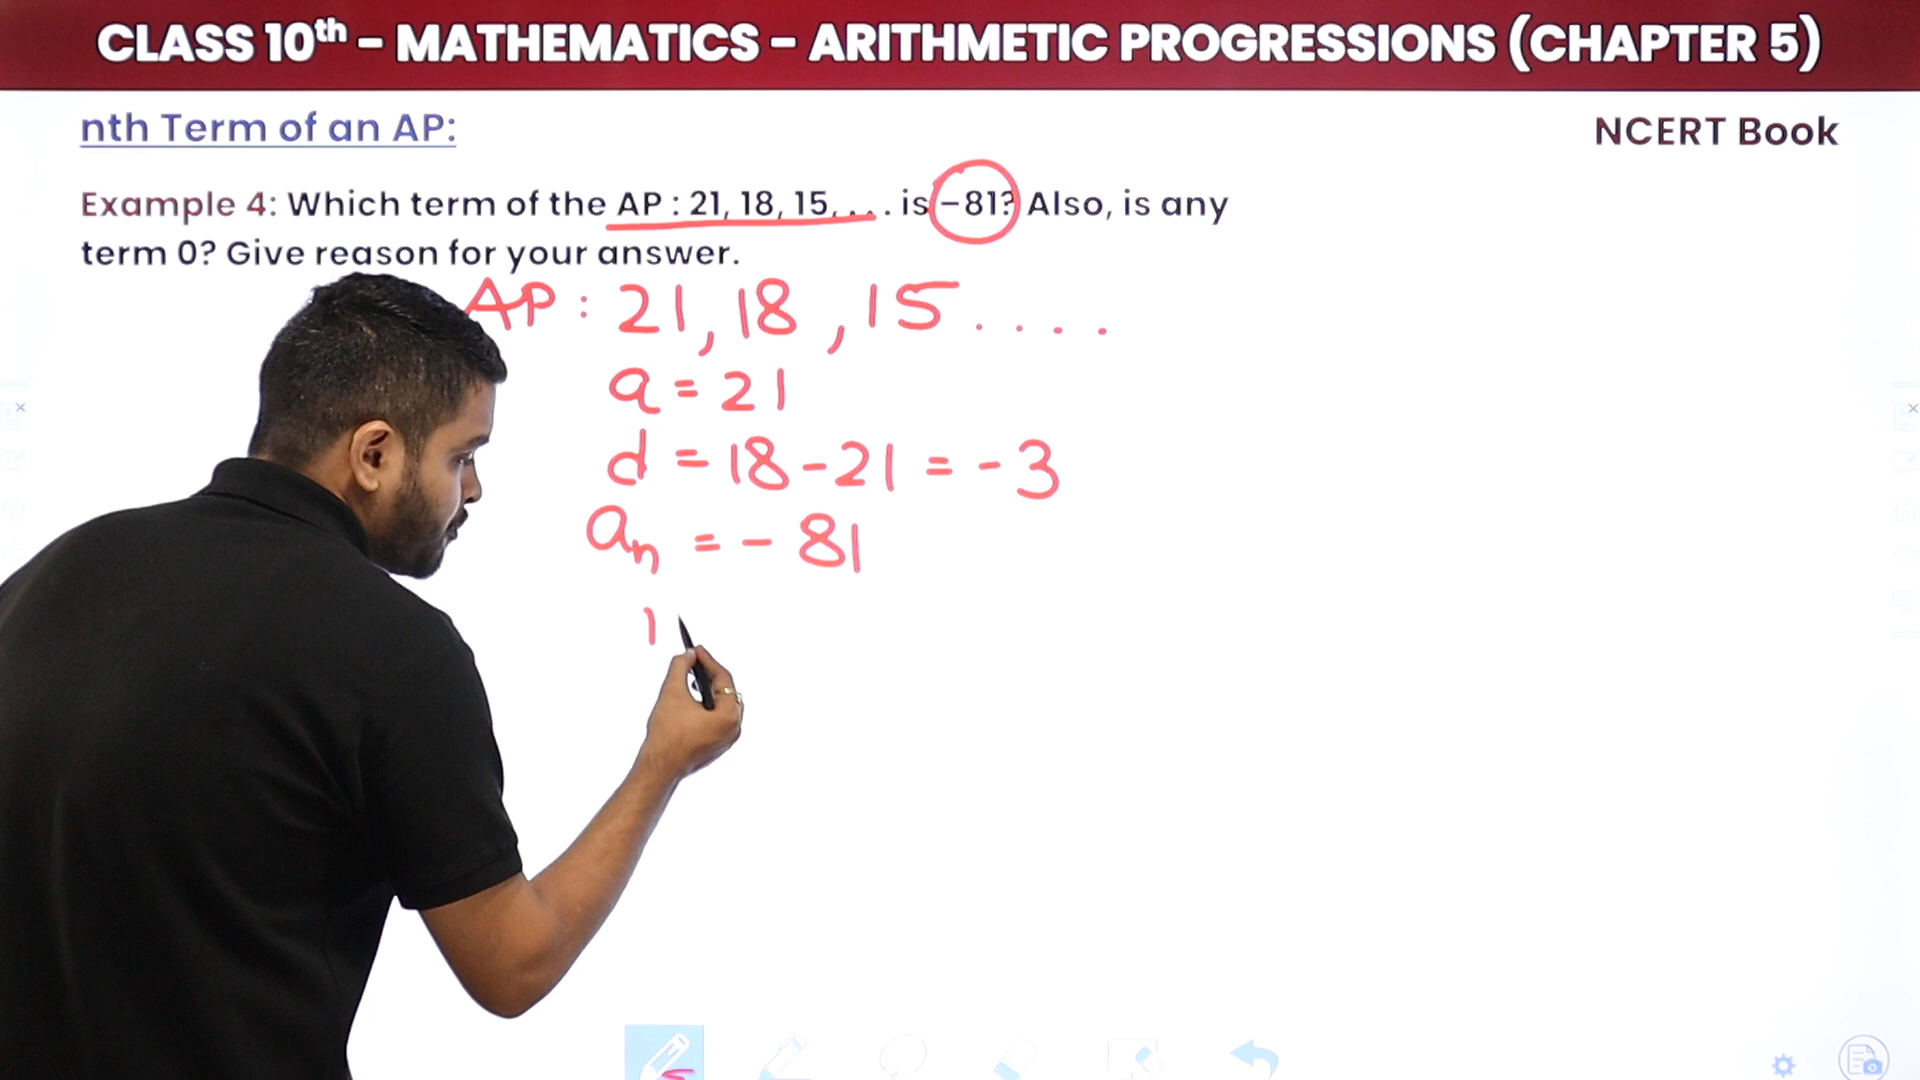 CLASS 10th - MATHEMATICS - ARITHMETIC PROGRESSIONS (CHAPTER 5)
nth Term of an AP:
NCERT Book
Example 4: Which term of the AP : 21, 18, 15, . . . is -81? Also, is any
term 0? Give reason for your answer.
AP : 21, 18, 15 . . . .
a = 21
d = 18 - 21 = - 3
an = - 81